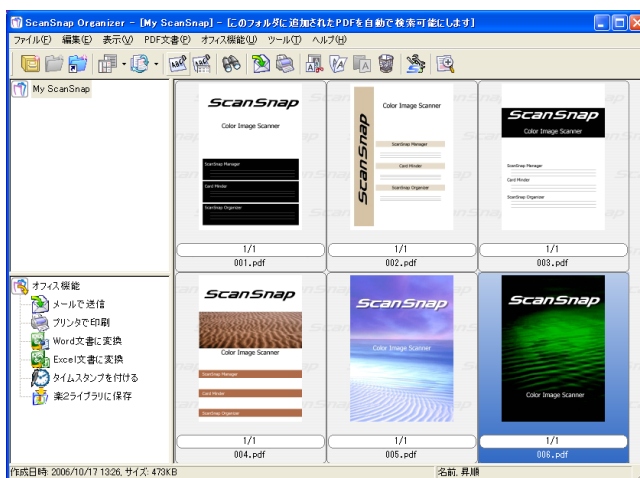 ScanSnap Organizer - [My ScanSnap] - [このフォルダに追加されたPDFを自動で検索可能にします]
ファイル(F) 編集(E) 表示(V) PDF文書(P) オフィス機能(U) ツール(T) ヘルプ(H)
My ScanSnap
ScanSnap
Color Image Scanner
ScanSnap Manager
Card Minder
ScanSnap Organizer
1/1
001.pdf
ScanSnap
Color Image Scanner
ScanSnap Manager
Card Minder
ScanSnap Organizer
1/1
002.pdf
ScanSnap
Color Image Scanner
ScanSnap Manager
Card Minder
ScanSnap Organizer
1/1
003.pdf
オフィス機能
メールで送信
プリンタで印刷
Word文書に変換
Excel文書に変換
タイムスタンプを付ける
楽2ライブラリに保存
ScanSnap
Color Image Scanner
ScanSnap Manager
Card Minder
ScanSnap Organizer
1/1
004.pdf
ScanSnap
Color Image Scanner
1/1
005.pdf
ScanSnap
Color Image Scanner
1/1
006.pdf
作成日時: 2006/10/17 13:26, サイズ: 473KB
名前, 昇順